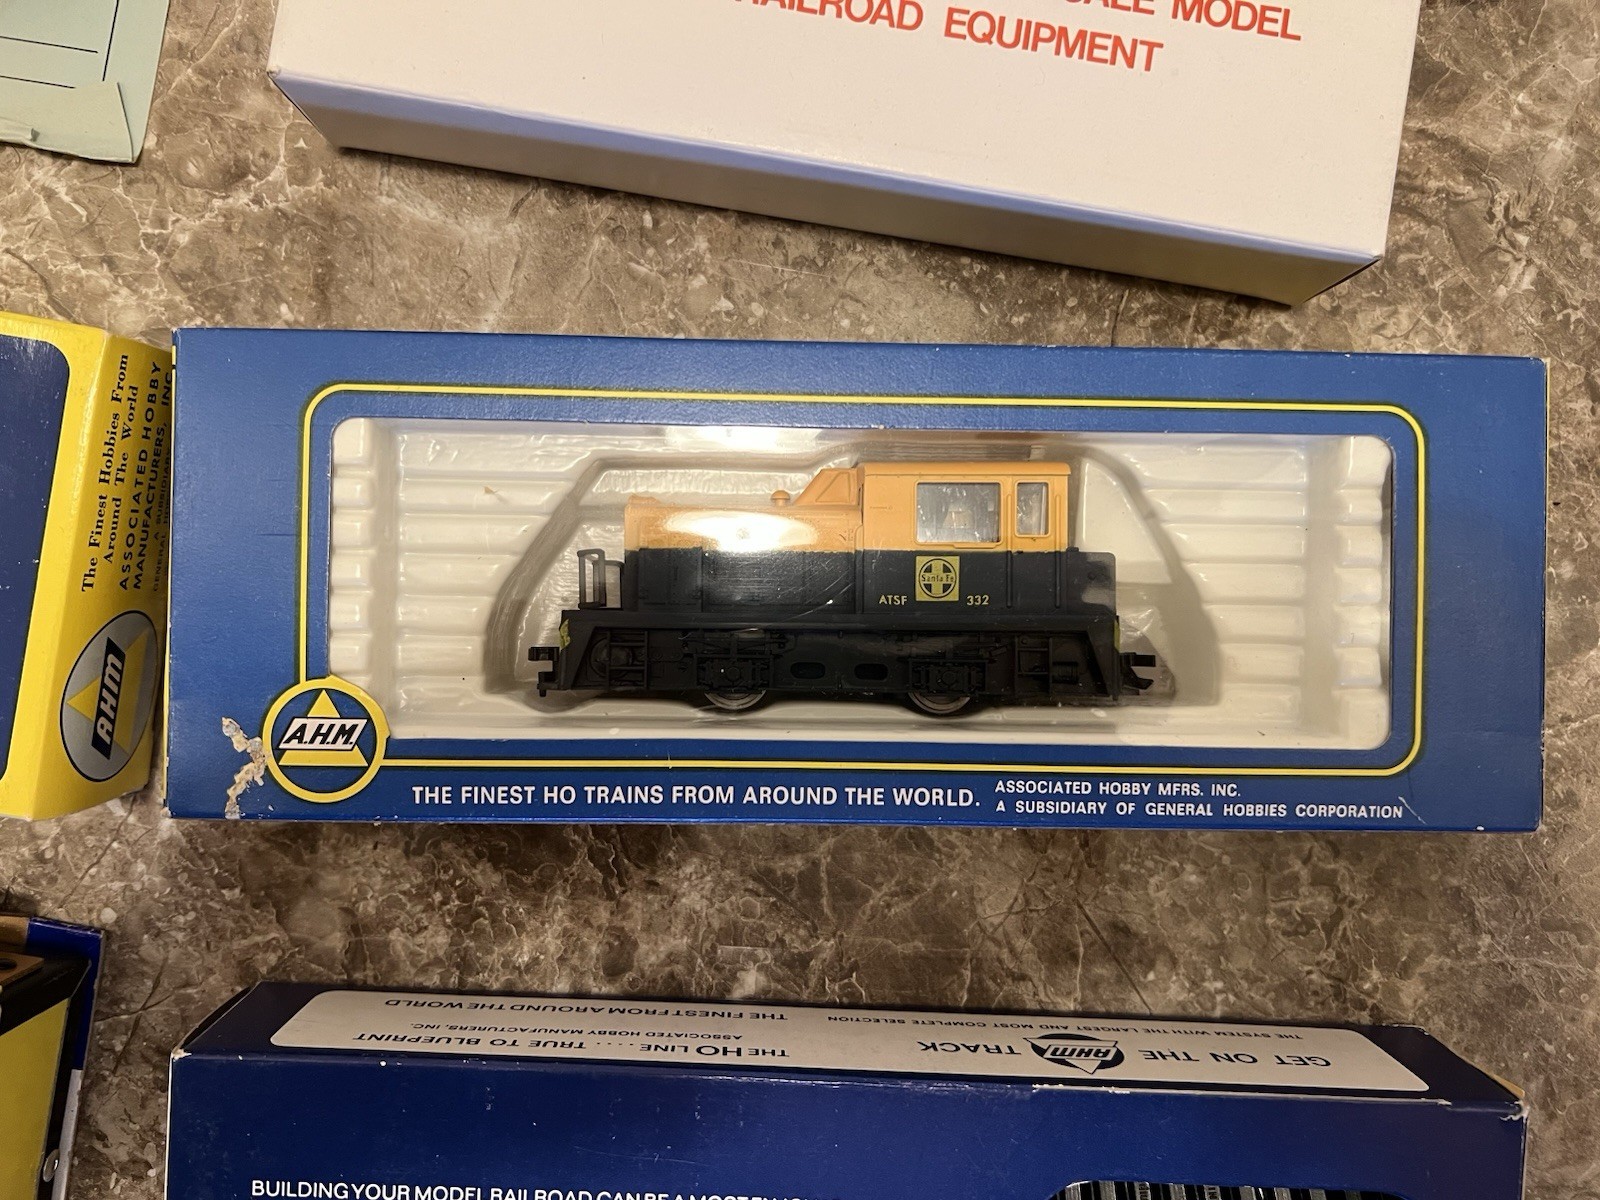 SCALE MODEL
RAILROAD EQUIPMENT
The Finest Hobbies From
Around The World
ASSOCIATED HOBBY
MANUFACTURERS, INC.
A SUBSIDIARY
GENERAL
AHM
Santa Fe
ATSF 332
A.H.M.
THE FINEST HO TRAINS FROM AROUND THE WORLD.
ASSOCIATED HOBBY MFRS. INC.
A SUBSIDIARY OF GENERAL HOBBIES CORPORATION
GET ON THE AHM TRACK
THE SYSTEM WITH THE LARGEST AND MOST COMPLETE SELECTION
THE HO LINE .... TRUE TO BLUEPRINT
ASSOCIATED HOBBY MANUFACTURERS, INC.
THE FINEST FROM AROUND THE WORLD
BUILDING YOUR MODEL RAILROAD CAN BE A MOST